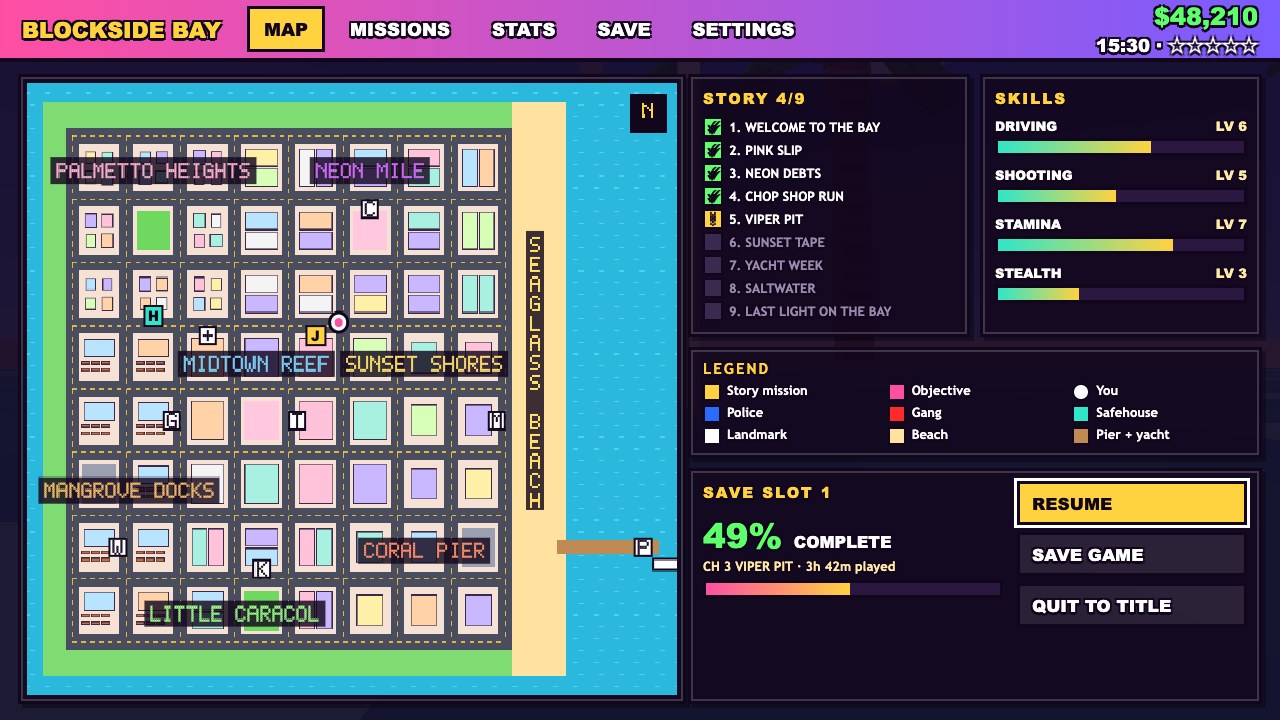 BLOCKSIDE BAY
MAP
MISSIONS
STATS
SAVE
SETTINGS
$48,210
15:30 · ☆☆☆☆☆
N
PALMETTO HEIGHTS
NEON MILE
C
SEAGLASS BEACH
H
+
J
MIDTOWN REEF
SUNSET SHORES
G
T
M
MANGROVE DOCKS
W
CORAL PIER
P
K
LITTLE CARACOL
STORY 4/9
1. WELCOME TO THE BAY
2. PINK SLIP
3. NEON DEBTS
4. CHOP SHOP RUN
5. VIPER PIT
6. SUNSET TAPE
7. YACHT WEEK
8. SALTWATER
9. LAST LIGHT ON THE BAY
SKILLS
DRIVING LV 6
SHOOTING LV 5
STAMINA LV 7
STEALTH LV 3
LEGEND
Story mission
Objective
You
Police
Gang
Safehouse
Landmark
Beach
Pier + yacht
SAVE SLOT 1
49% COMPLETE
CH 3 VIPER PIT · 3h 42m played
RESUME
SAVE GAME
QUIT TO TITLE